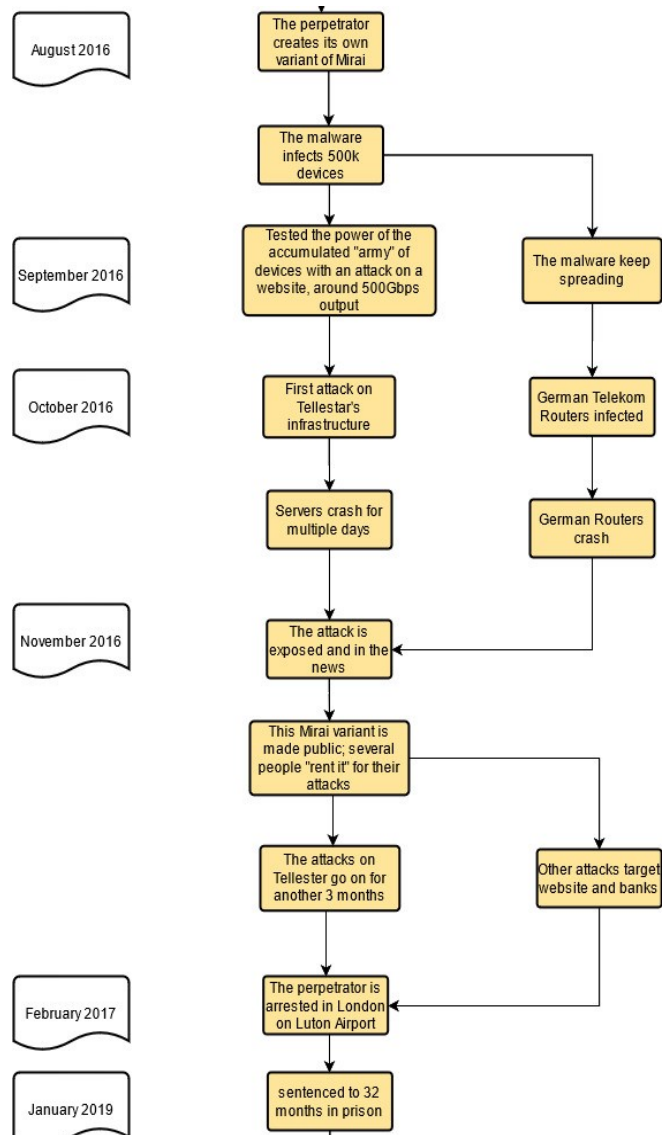 August 2016
The perpetrator
creates its own
variant of Mirai
The malware
infects 500k
devices
September 2016
Tested the power of the
accumulated "army" of
devices with an attack on a
website, around 500Gbps
output
The malware keep
spreading
October 2016
First attack on
Tellestar's
infrastructure
German Telekom
Routers infected
Servers crash for
multiple days
German Routers
crash
November 2016
The attack is
exposed and in the
news
This Mirai variant is
made public; several
people "rent it" for their
attacks
The attacks on
Tellester go on for
another 3 months
Other attacks target
website and banks
February 2017
The perpetrator is
arrested in London
on Luton Airport
January 2019
sentenced to 32
months in prison